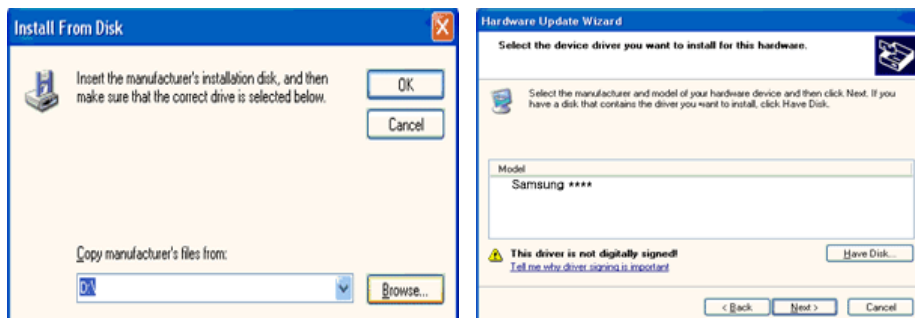 Install From Disk
Insert the manufacturer's installation disk, and then
make sure that the correct drive is selected below.
OK
Cancel
Copy manufacturer's files from:
D:\
Browse...
Hardware Update Wizard
Select the device driver you want to install for this hardware.
Select the manufacturer and model of your hardware device and then click Next. If you
have a disk that contains the driver you want to install, click Have Disk.
Model
Samsung ****
This driver is not digitally signed!
Tell me why driver signing is important
Have Disk...
< Back
Next >
Cancel